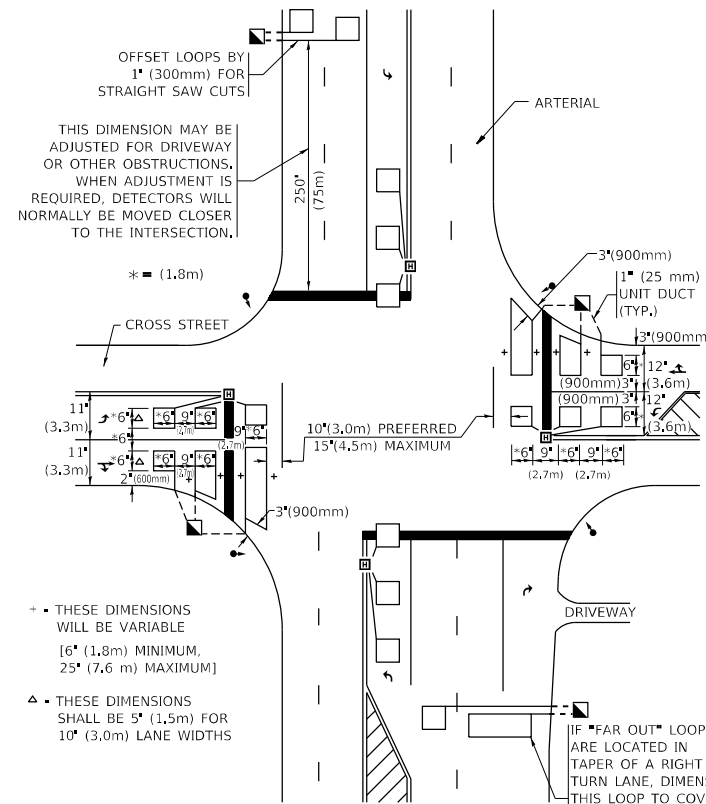 OFFSET LOOPS BY
1" (300mm) FOR
STRAIGHT SAW CUTS
THIS DIMENSION MAY BE
ADJUSTED FOR DRIVEWAY
OR OTHER OBSTRUCTIONS.
WHEN ADJUSTMENT IS
REQUIRED, DETECTORS WILL
NORMALLY BE MOVED CLOSER
TO THE INTERSECTION.
* = (1.8m)
250"
(75m)
ARTERIAL
H
3"(900mm)
1" (25 mm)
UNIT DUCT
(TYP.)
CROSS STREET
3"(900mm)
+ + + +
6"* 12"
(3.6m)
(900mm) 3"
(900mm) 3"
6"* 12"
(3.6m)
H
*6" 9" *6" 9" *6"
(2.7m) (2.7m)
H
11"
(3.3m)
*6" △ *6" 9" *6"
(2.7m)
9" *6"
(2.7m)
*6"
11"
(3.3m)
*6" △ *6" 9" *6"
(2.7m)
2"(600mm)
+ + + +
10"(3.0m) PREFERRED
15"(4.5m) MAXIMUM
3"(900mm)
H
DRIVEWAY
+ - THESE DIMENSIONS
WILL BE VARIABLE
[6" (1.8m) MINIMUM,
25" (7.6 m) MAXIMUM]
△ - THESE DIMENSIONS
SHALL BE 5" (1.5m) FOR
10" (3.0m) LANE WIDTHS
IF "FAR OUT" LOOP
ARE LOCATED IN
TAPER OF A RIGHT
TURN LANE, DIMENS
THIS LOOP TO COV